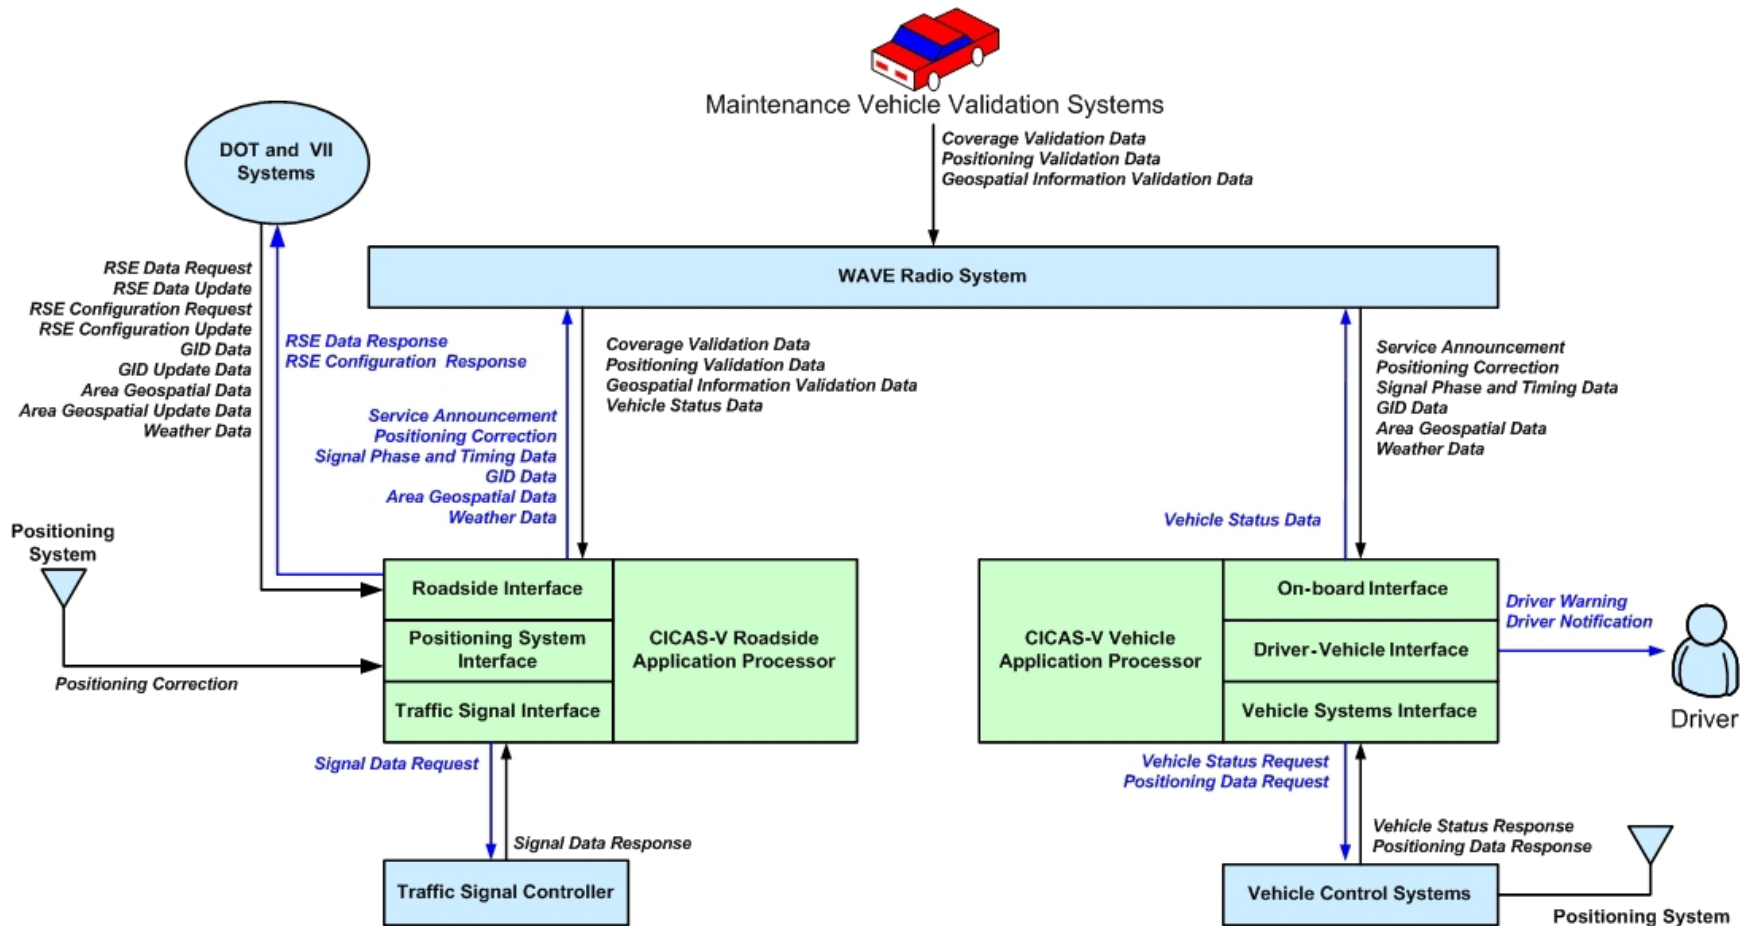 Maintenance Vehicle Validation Systems
Coverage Validation Data
Positioning Validation Data
Geospatial Information Validation Data
DOT and VII
Systems
WAVE Radio System
RSE Data Request
RSE Data Update
RSE Configuration Request
RSE Configuration Update
GID Data
GID Update Data
Area Geospatial Data
Area Geospatial Update Data
Weather Data
RSE Data Response
RSE Configuration Response
Service Announcement
Positioning Correction
Signal Phase and Timing Data
GID Data
Area Geospatial Data
Weather Data
Coverage Validation Data
Positioning Validation Data
Geospatial Information Validation Data
Vehicle Status Data
Vehicle Status Data
Service Announcement
Positioning Correction
Signal Phase and Timing Data
GID Data
Area Geospatial Data
Weather Data
Positioning
System
Positioning Correction
Roadside Interface
Positioning System
Interface
Traffic Signal Interface
CICAS-V Roadside
Application Processor
CICAS-V Vehicle
Application Processor
On-board Interface
Driver-Vehicle Interface
Vehicle Systems Interface
Driver Warning
Driver Notification
Driver
Signal Data Request
Signal Data Response
Traffic Signal Controller
Vehicle Status Request
Positioning Data Request
Vehicle Status Response
Positioning Data Response
Vehicle Control Systems
Positioning System